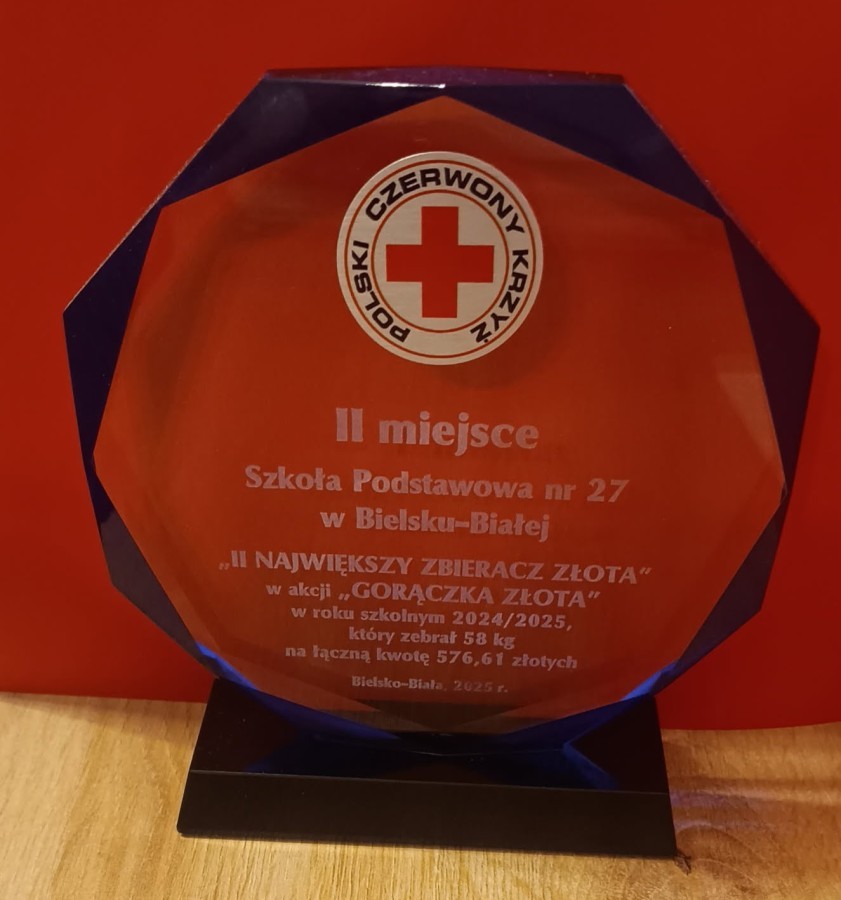 POLSKI CZERWONY KRZYŻ
II miejsce
Szkoła Podstawowa nr 27
w Bielsku-Białej
„II NAJWIĘKSZY ZBIERACZ ZŁOTA”
w akcji „GORĄCZKA ZŁOTA”
w roku szkolnym 2024/2025,
który zebrał 58 kg
na łączną kwotę 576,61 złotych
Bielsko-Biała, 2025 r.